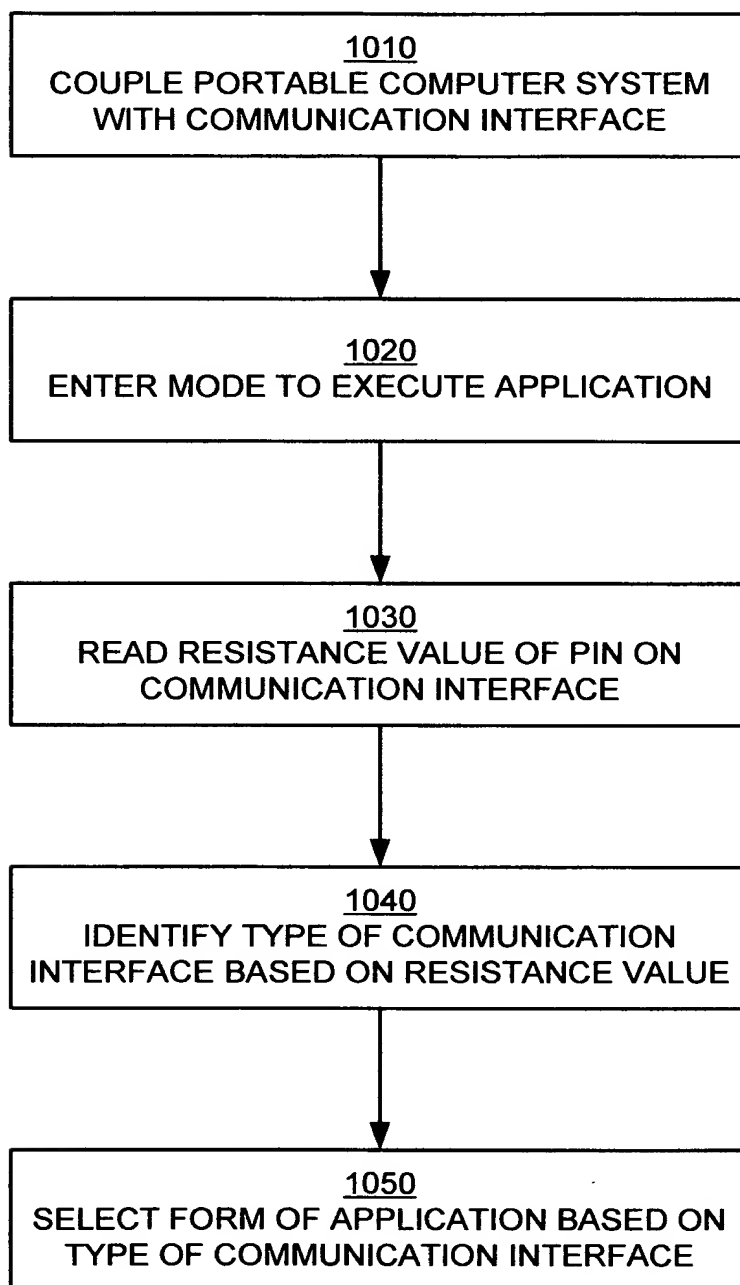 1010
COUPLE PORTABLE COMPUTER SYSTEM
WITH COMMUNICATION INTERFACE
1020
ENTER MODE TO EXECUTE APPLICATION
1030
READ RESISTANCE VALUE OF PIN ON
COMMUNICATION INTERFACE
1040
IDENTIFY TYPE OF COMMUNICATION
INTERFACE BASED ON RESISTANCE VALUE
1050
SELECT FORM OF APPLICATION BASED ON
TYPE OF COMMUNICATION INTERFACE